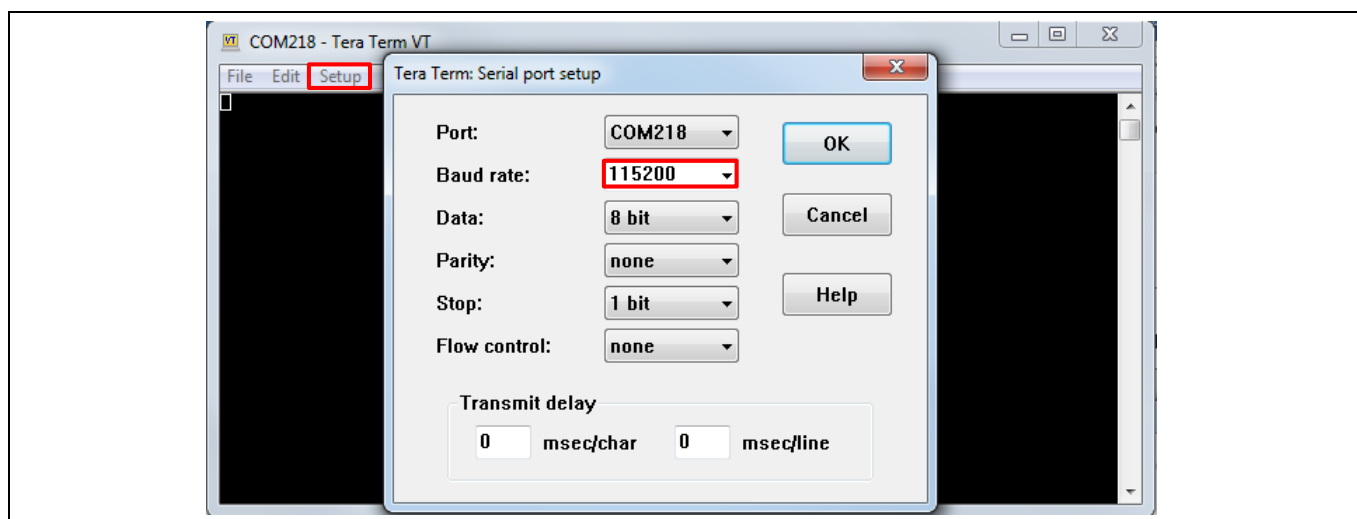 VT COM218 - Tera Term VT
File Edit Setup
Tera Term: Serial port setup
Port: COM218
OK
Baud rate: 115200
Data: 8 bit
Cancel
Parity: none
Stop: 1 bit
Help
Flow control: none
Transmit delay
0 msec/char 0 msec/line